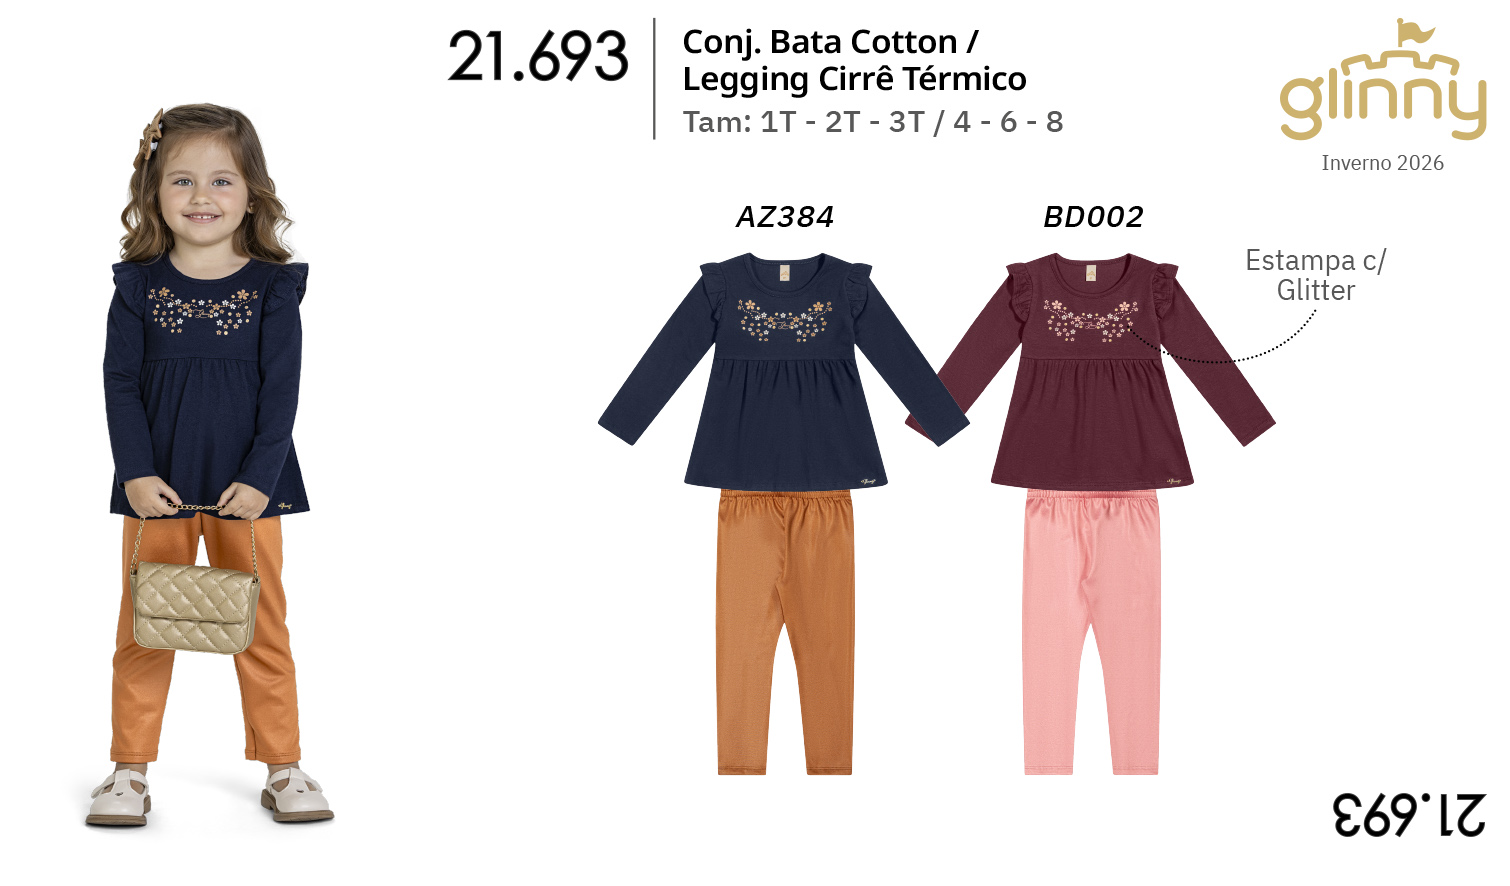 21.693
Conj. Bata Cotton /
Legging Cirrê Térmico
Tam: 1T - 2T - 3T / 4 - 6 - 8
glinny
Inverno 2026
AZ384
BD002
Estampa c/
Glitter
21.693